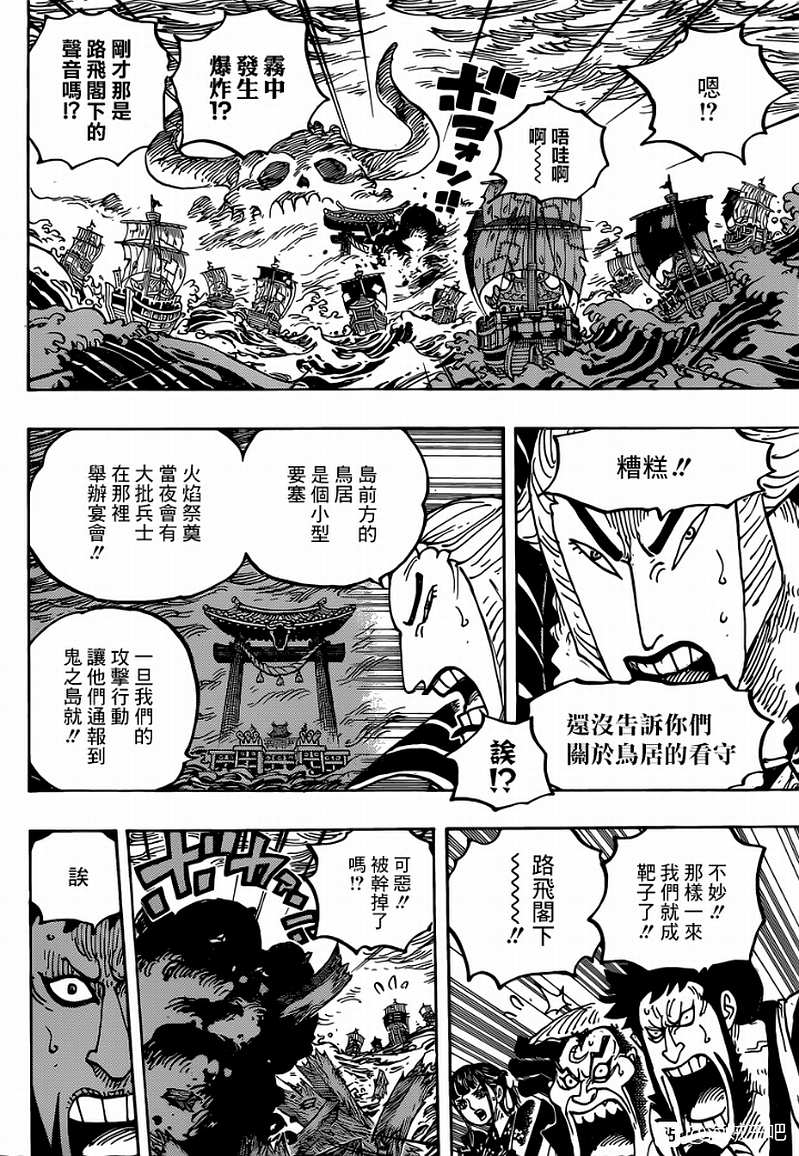 嗯!?
唔哇啊
啊～～～
ボコォン!!
霧中
發生
爆炸!?
剛才那是
路飛閣下的
聲音嗎!?
糟糕!!
還沒告訴你們
關於鳥居的看守
誒!?
島前方的
鳥居
是個小型
要塞
火焰祭奠
當夜會有
大批兵士
在那裡
舉辦宴會!!
一旦我們的
攻擊行動
讓他們通報到
鬼之島就!!
不妙!!
那樣一來
我們就成
靶子了!!
路飛閣下
～～～!!
可惡!!
被幹掉了
嗎!?
誒